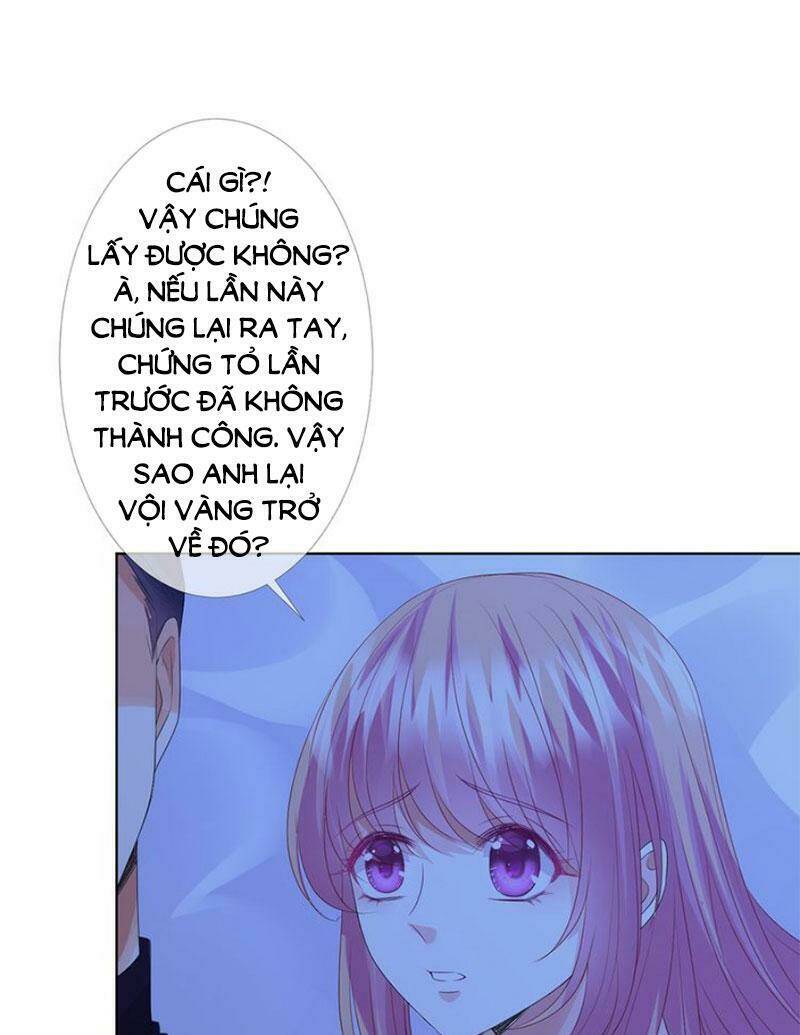 CÁI GÌ?!
VẬY CHÚNG
LẤY ĐƯỢC KHÔNG?
À, NẾU LẦN NÀY
CHÚNG LẠI RA TAY,
CHỨNG TỎ LẦN
TRƯỚC ĐÃ KHÔNG
THÀNH CÔNG. VẬY
SAO ANH LẠI
VỘI VÀNG TRỞ
VỀ ĐÓ?